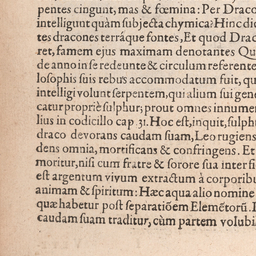 pentes cingunt, mas & fœmina: Per Draco
intelligunt quàm subjecta chymica? Hinc dic
tes dracones terráque fontes, Et quod Drac
ret, famem ejus maximam denotantes Qu
de anno in se redeunte & circulum referente
losophis suis rebus accommodatum fuit, qu
intelligi volunt serpentem, qui alium sui gene
catur propriè sulphur, prout omnes innumer
lius in codicillo cap. 31. Hoc est, inquit, sulph
draco devorans caudam suam, Leo rugiens
dens omnia, mortificans & confringens. Et
moritur, nisi cum fratre & sorore sua interfi
est argentum vivum extractum à corporibu
animam & spiritum: Hæc aqua alio nomine
quæ habetur post separatiõem Elemẽtorũ.
caudam suam traditur, cùm partem volubi